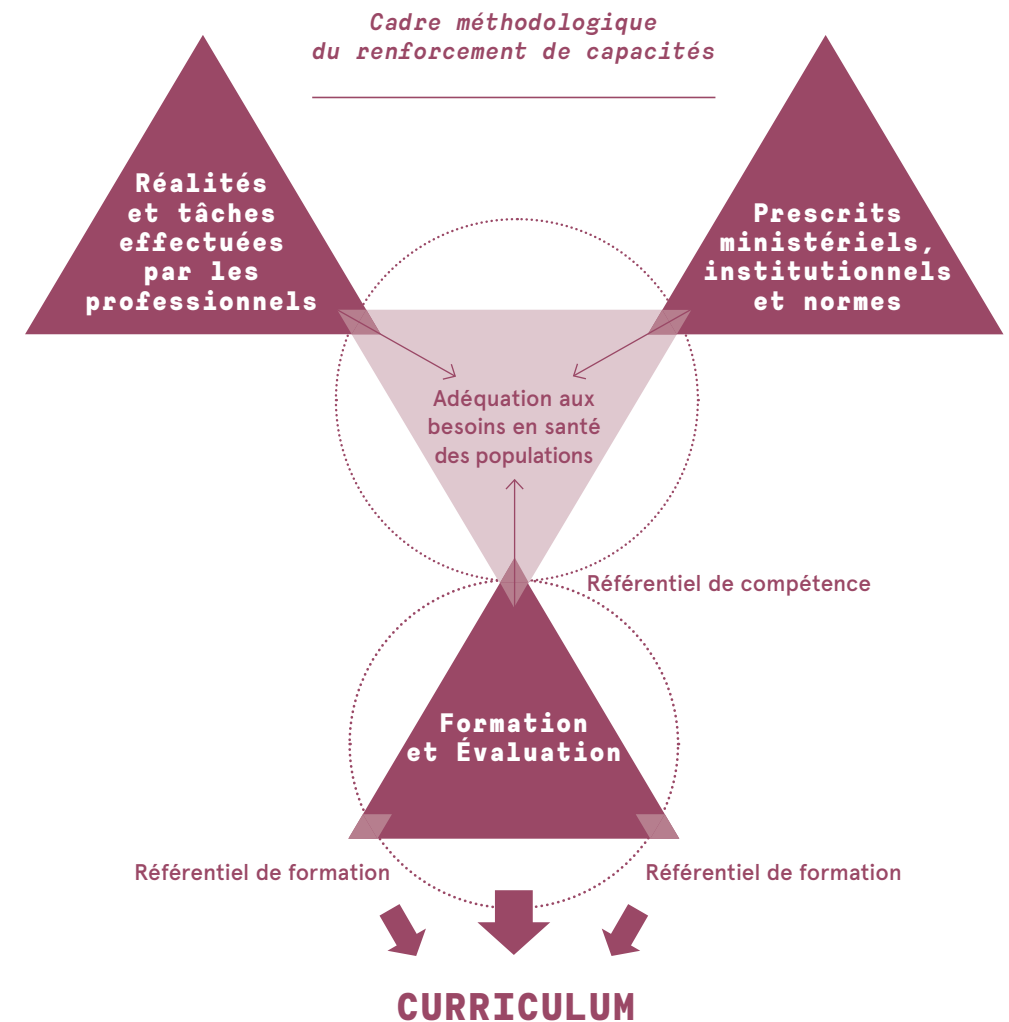 Cadre méthodologique
du renforcement de capacités
Réalités
et tâches
effectuées
par les
professionnels
Prescrits
ministériels,
institutionnels
et normes
Adéquation aux
besoins en santé
des populations
Référentiel de compétence
Formation
et Évaluation
Référentiel de formation
Référentiel de formation
CURRICULUM